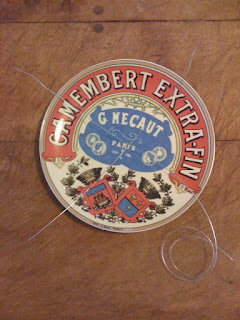 CAMEMBERT EXTRA-FIN
G NECAUT
PARIS